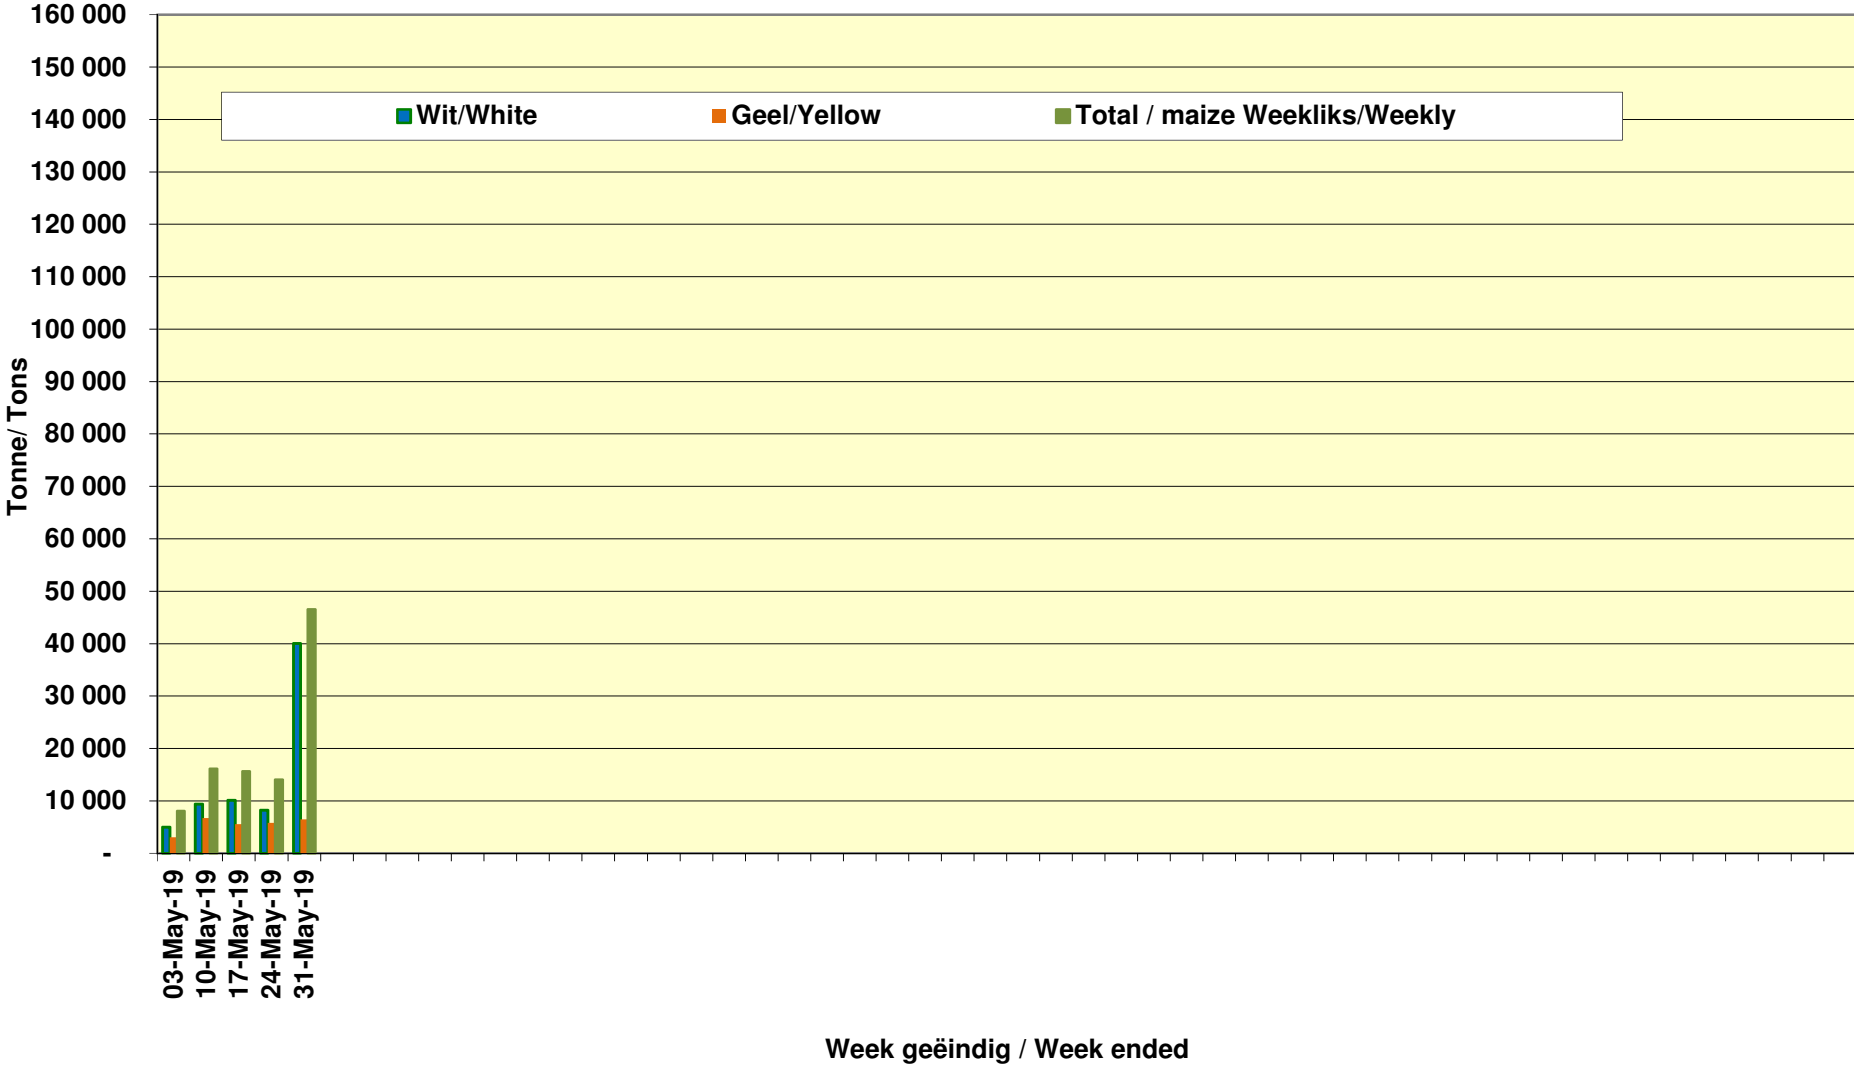 160 000
150 000
140 000
130 000
120 000
110 000
100 000
90 000
80 000
70 000
60 000
50 000
40 000
30 000
20 000
10 000
-
Tonne/ Tons
Wit/White Geel/Yellow Total / maize Weekliks/Weekly
03-May-19
10-May-19
17-May-19
24-May-19
31-May-19
Week geëindig / Week ended